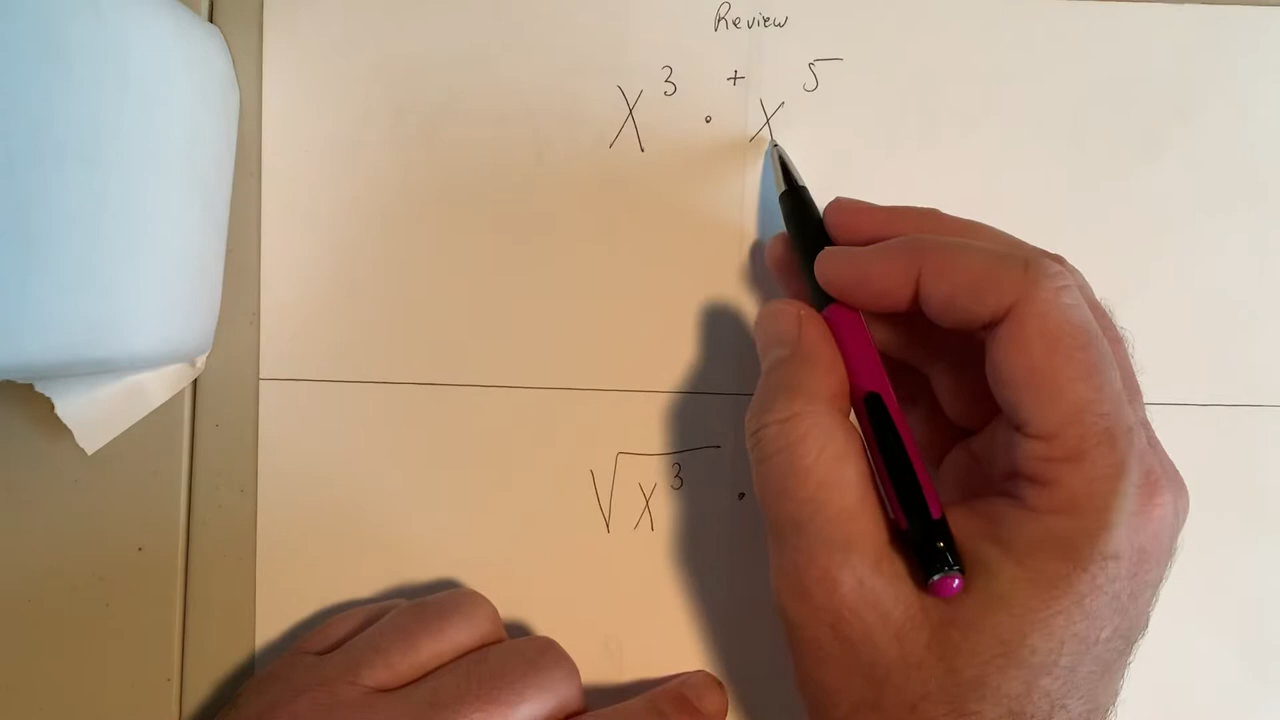 Review
x³ · + x⁵
√x³ ·